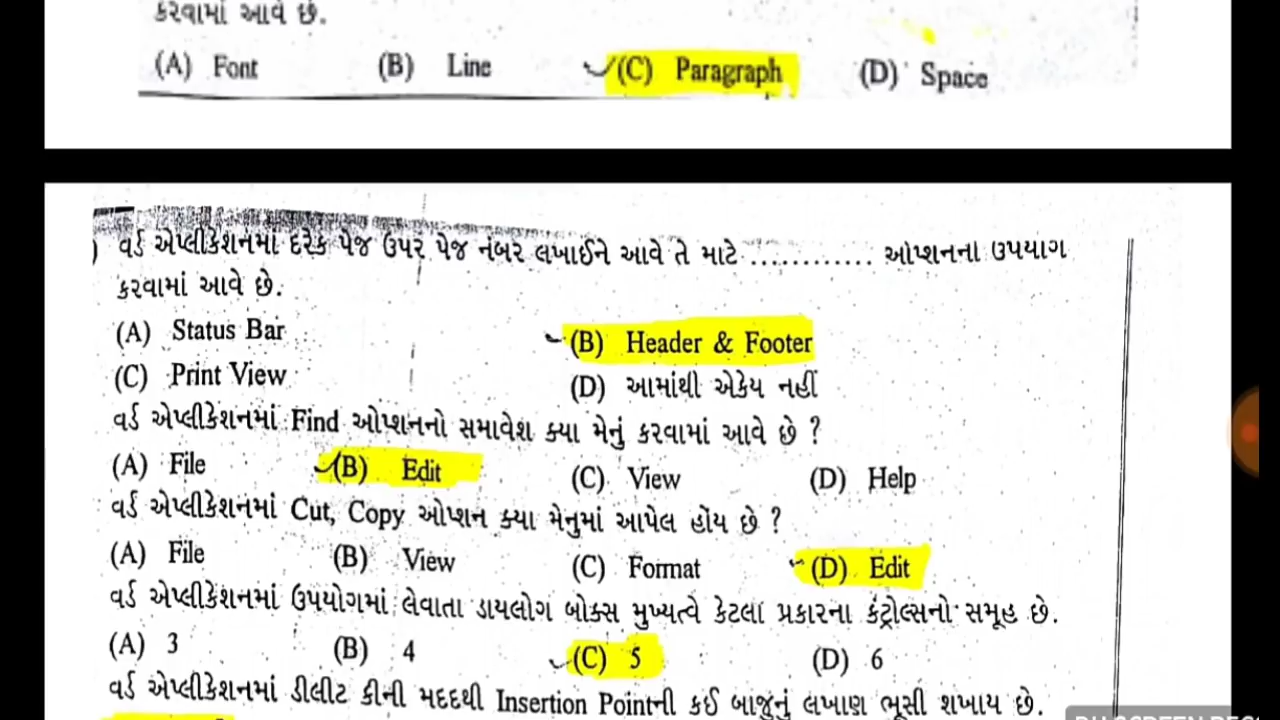 કરવામાં આવે છે.
(A) Font (B) Line (C) Paragraph (D) Space
) વર્ડ એપ્લીકેશનમાં દરેક પેજ ઉપર પેજ નંબર લખાઈને આવે તે માટે ............ ઓપ્શનના ઉપયાગ
કરવામાં આવે છે.
(A) Status Bar (B) Header & Footer
(C) Print View (D) આમાંથી એકેય નહીં
વર્ડ એપ્લીકેશનમાં Find ઓપ્શનનો સમાવેશ ક્યા મેનું કરવામાં આવે છે ?
(A) File (B) Edit (C) View (D) Help
વર્ડ એપ્લીકેશનમાં Cut, Copy ઓપ્શન ક્યા મેનુમાં આપેલ હોંય છે ?
(A) File (B) View (C) Format (D) Edit
વર્ડ એપ્લીકેશનમાં ઉપયોગમાં લેવાતા ડાયલોગ બોક્સ મુખ્યત્વે કેટલા પ્રકારના કંટ્રોલ્સનો સમૂહ છે.
(A) 3 (B) 4 (C) 5 (D) 6
વર્ડ એપ્લીકેશનમાં ડીલીટ કીની મદદથી Insertion Pointની કઈ બાજુનું લખાણ ભૂસી શખાય છે.